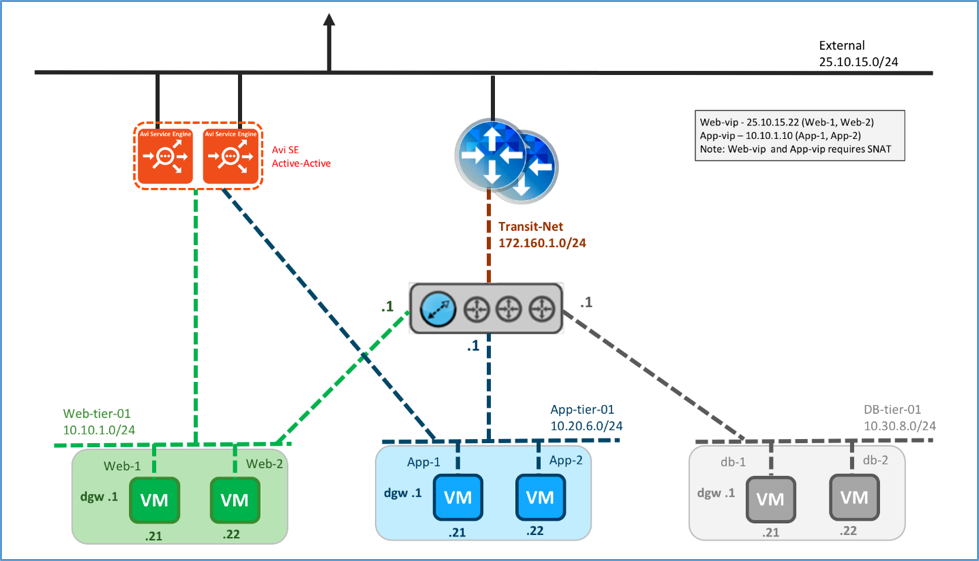 External
25.10.15.0/24
Avi Service Engine
Avi Service Engine
Avi SE
Active-Active
Web-vip - 25.10.15.22 (Web-1, Web-2)
App-vip – 10.10.1.10 (App-1, App-2)
Note: Web-vip and App-vip requires SNAT
Transit-Net
172.160.1.0/24
.1
.1
.1
Web-tier-01
10.10.1.0/24
App-tier-01
10.20.6.0/24
DB-tier-01
10.30.8.0/24
Web-1
Web-2
dgw .1
VM
VM
.21
.22
App-1
App-2
dgw .1
VM
VM
.21
.22
db-1
db-2
dgw .1
VM
VM
.21
.22